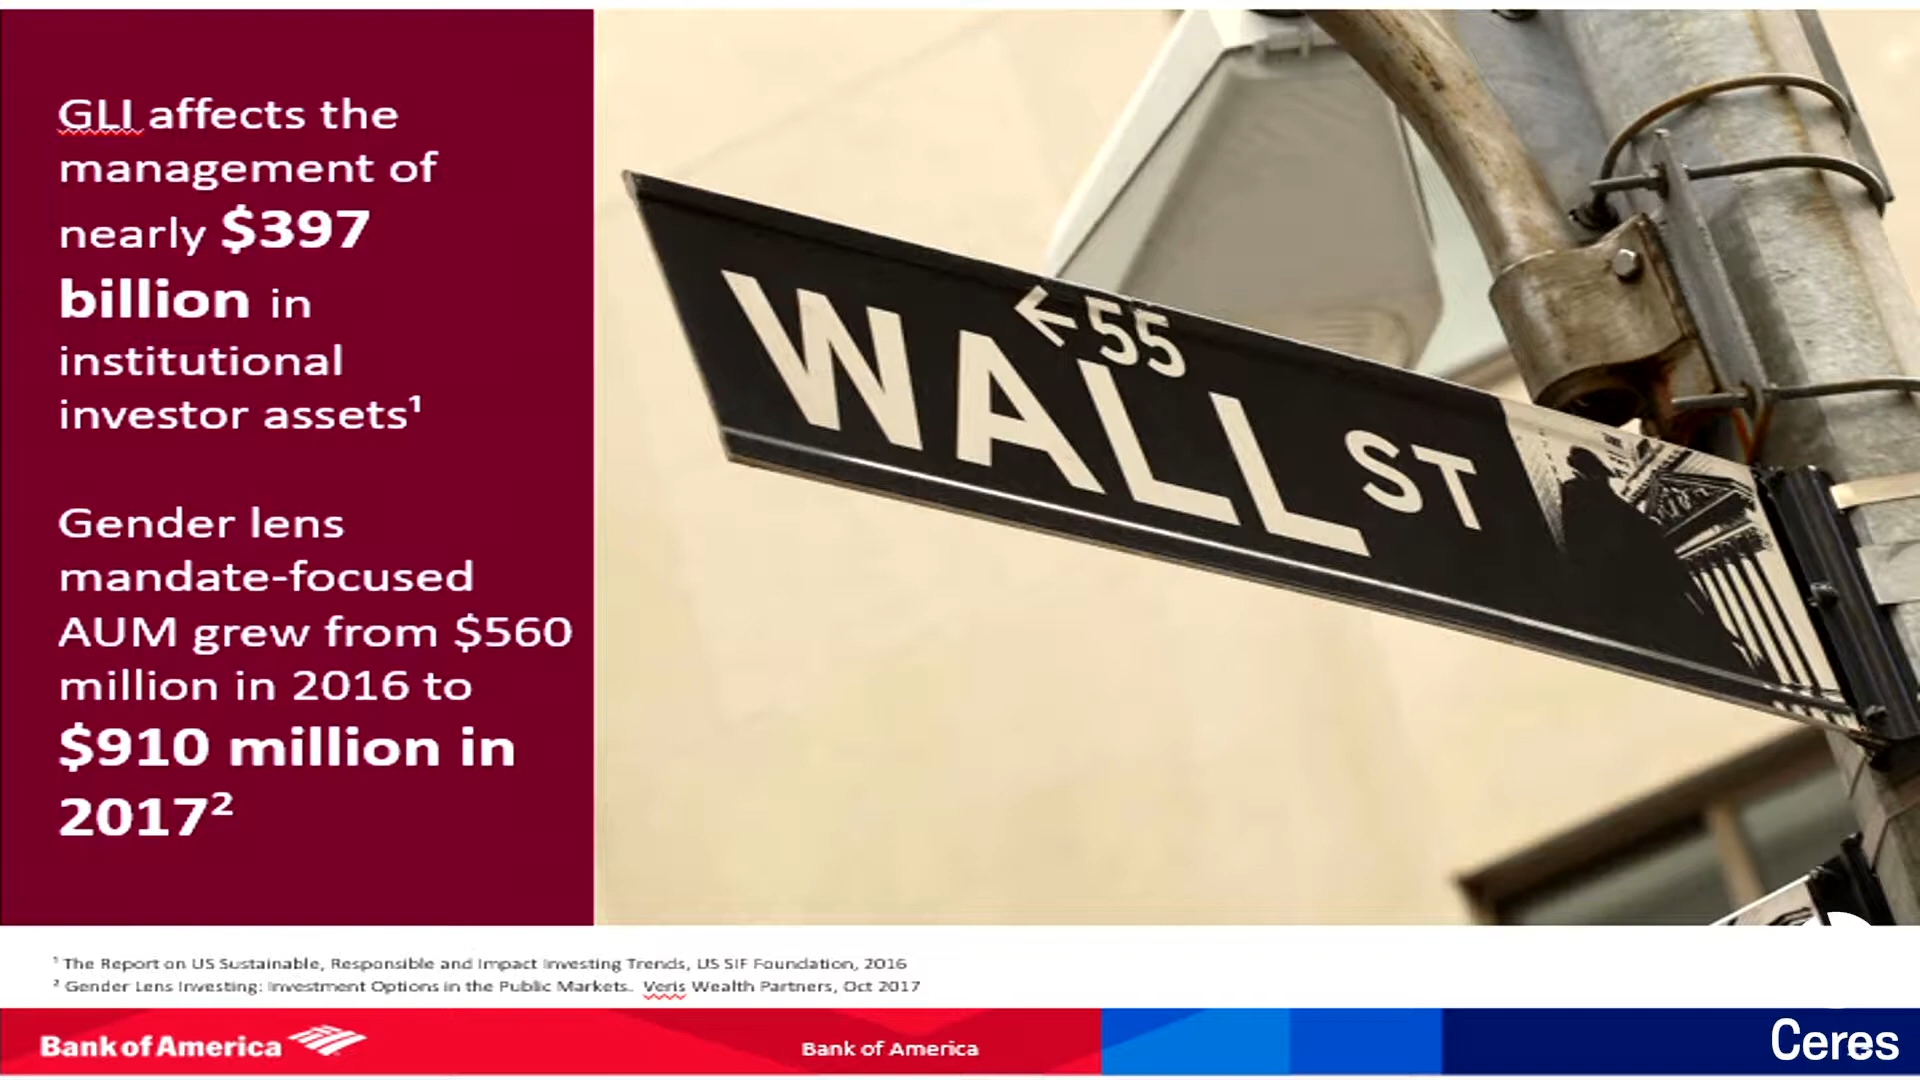 GLI affects the
management of
nearly $397
billion in
institutional
investor assets¹
Gender lens
mandate-focused
AUM grew from $560
million in 2016 to
$910 million in
2017²
←55
WALL ST
¹ The Report on US Sustainable, Responsible and Impact Investing Trends, US SIF Foundation, 2016
² Gender Lens Investing: Investment Options in the Public Markets. Veris Wealth Partners, Oct 2017
Bank of America
Bank of America
Ceres